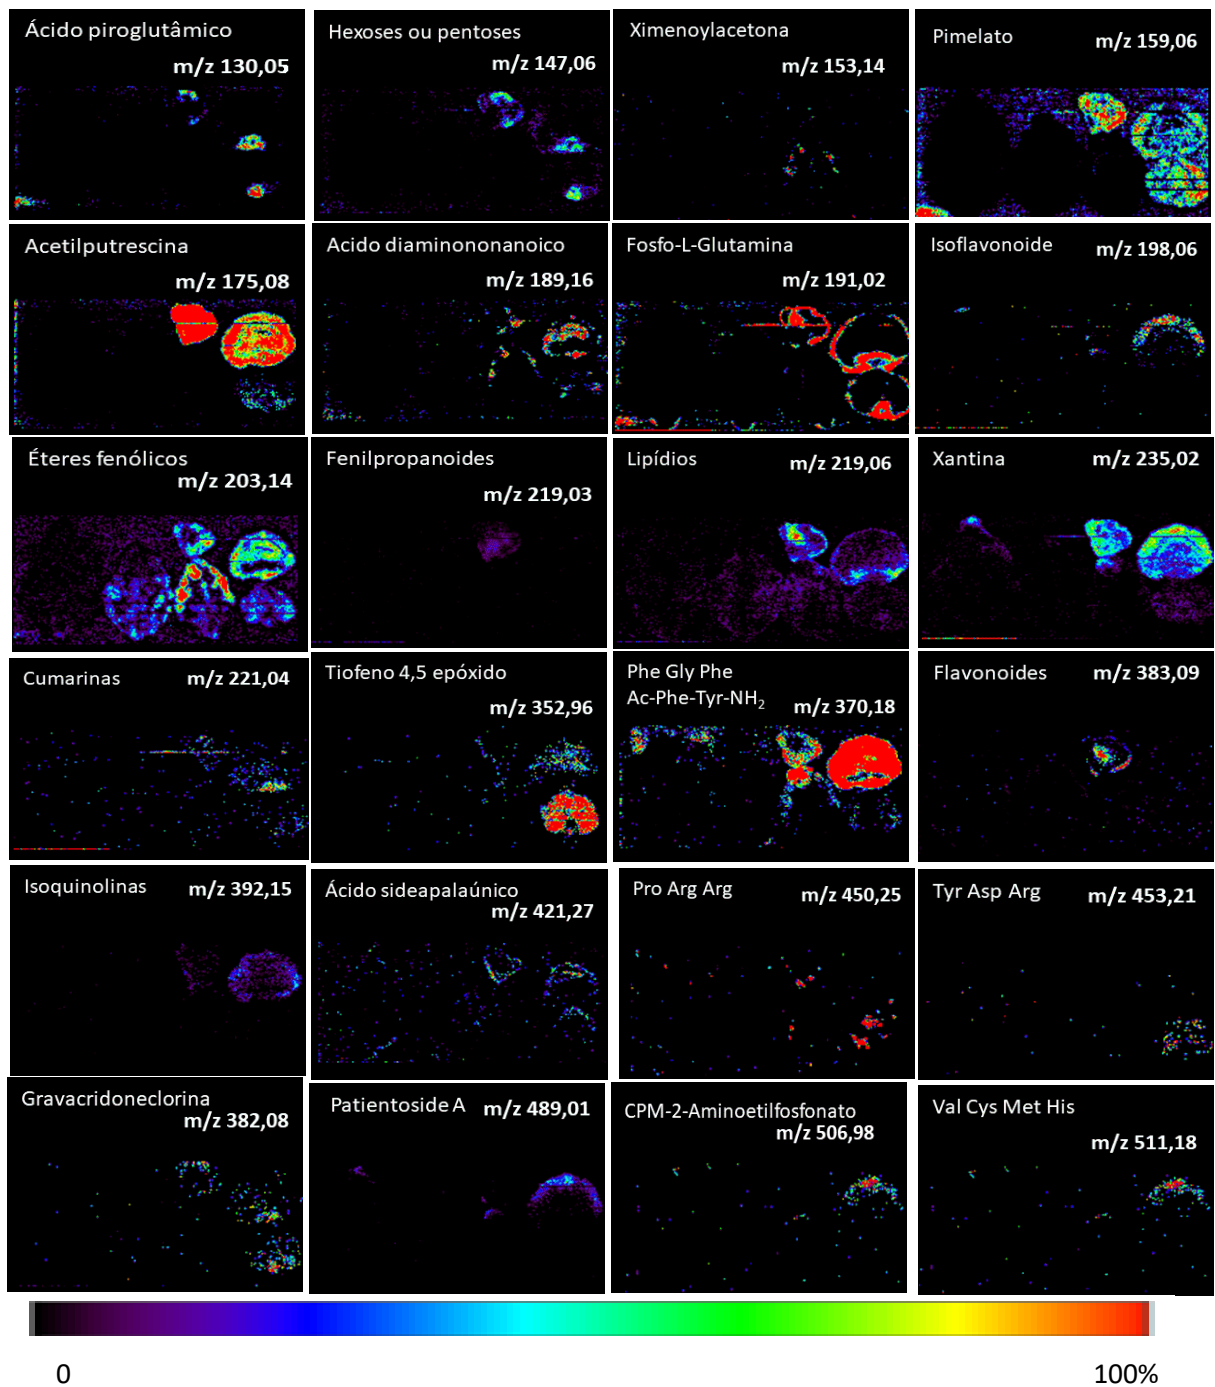 Ácido piroglutâmico
m/z 130,05
Hexoses ou pentoses
m/z 147,06
Ximenoylacetona
m/z 153,14
Pimelato
m/z 159,06
Acetilputrescina
m/z 175,08
Acido diaminononanoico
m/z 189,16
Fosfo-L-Glutamina
m/z 191,02
Isoflavonoide
m/z 198,06
Éteres fenólicos
m/z 203,14
Fenilpropanoides
m/z 219,03
Lipídios
m/z 219,06
Xantina
m/z 235,02
Cumarinas
m/z 221,04
Tiofeno 4,5 epóxido
m/z 352,96
Phe Gly Phe
Ac-Phe-Tyr-NH₂
m/z 370,18
Flavonoides
m/z 383,09
Isoquinolinas
m/z 392,15
Ácido sideapalaúnico
m/z 421,27
Pro Arg Arg
m/z 450,25
Tyr Asp Arg
m/z 453,21
Gravacridoneclorina
m/z 382,08
Patientoside A
m/z 489,01
CPM-2-Aminoetilfosfonato
m/z 506,98
Val Cys Met His
m/z 511,18
0
100%